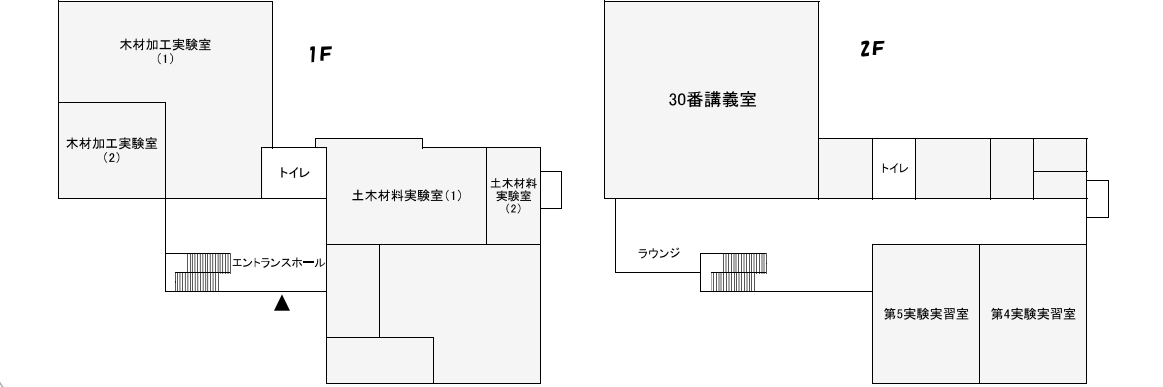 木材加工実験室
(1)
1F
木材加工実験室
(2)
トイレ
土木材料実験室(1)
土木材料
実験室
(2)
エントランスホール
2F
30番講義室
トイレ
ラウンジ
第5実験実習室
第4実験実習室